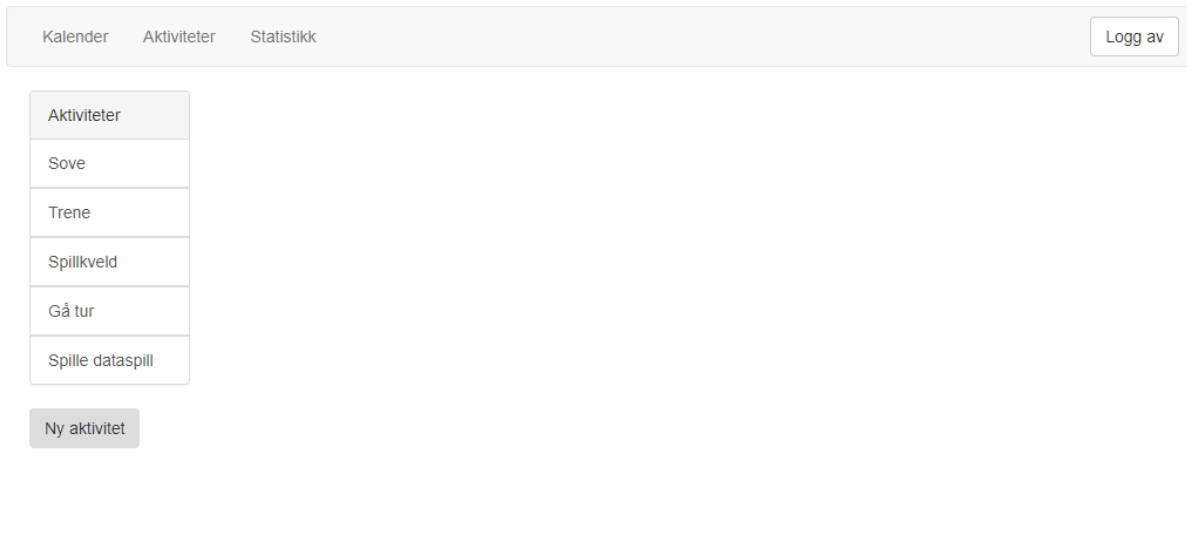 Kalender Aktiviteter Statistikk Logg av
Aktiviteter
Sove
Trene
Spillkveld
Gå tur
Spille dataspill
Ny aktivitet